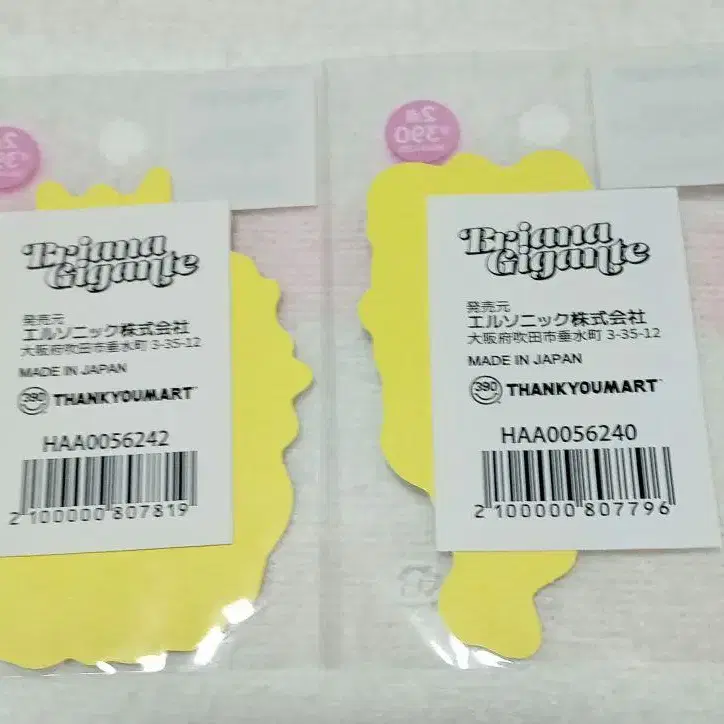 Briana
Gigante
発売元
エルソニック株式会社
大阪府吹田市垂水町 3-35-12
MADE IN JAPAN
390 THANKYOUMART
HAA0056242
2 100000 807819
2点
¥390
Briana
Gigante
発売元
エルソニック株式会社
大阪府吹田市垂水町 3-35-12
MADE IN JAPAN
390 THANKYOUMART
HAA0056240
2 100000 807796